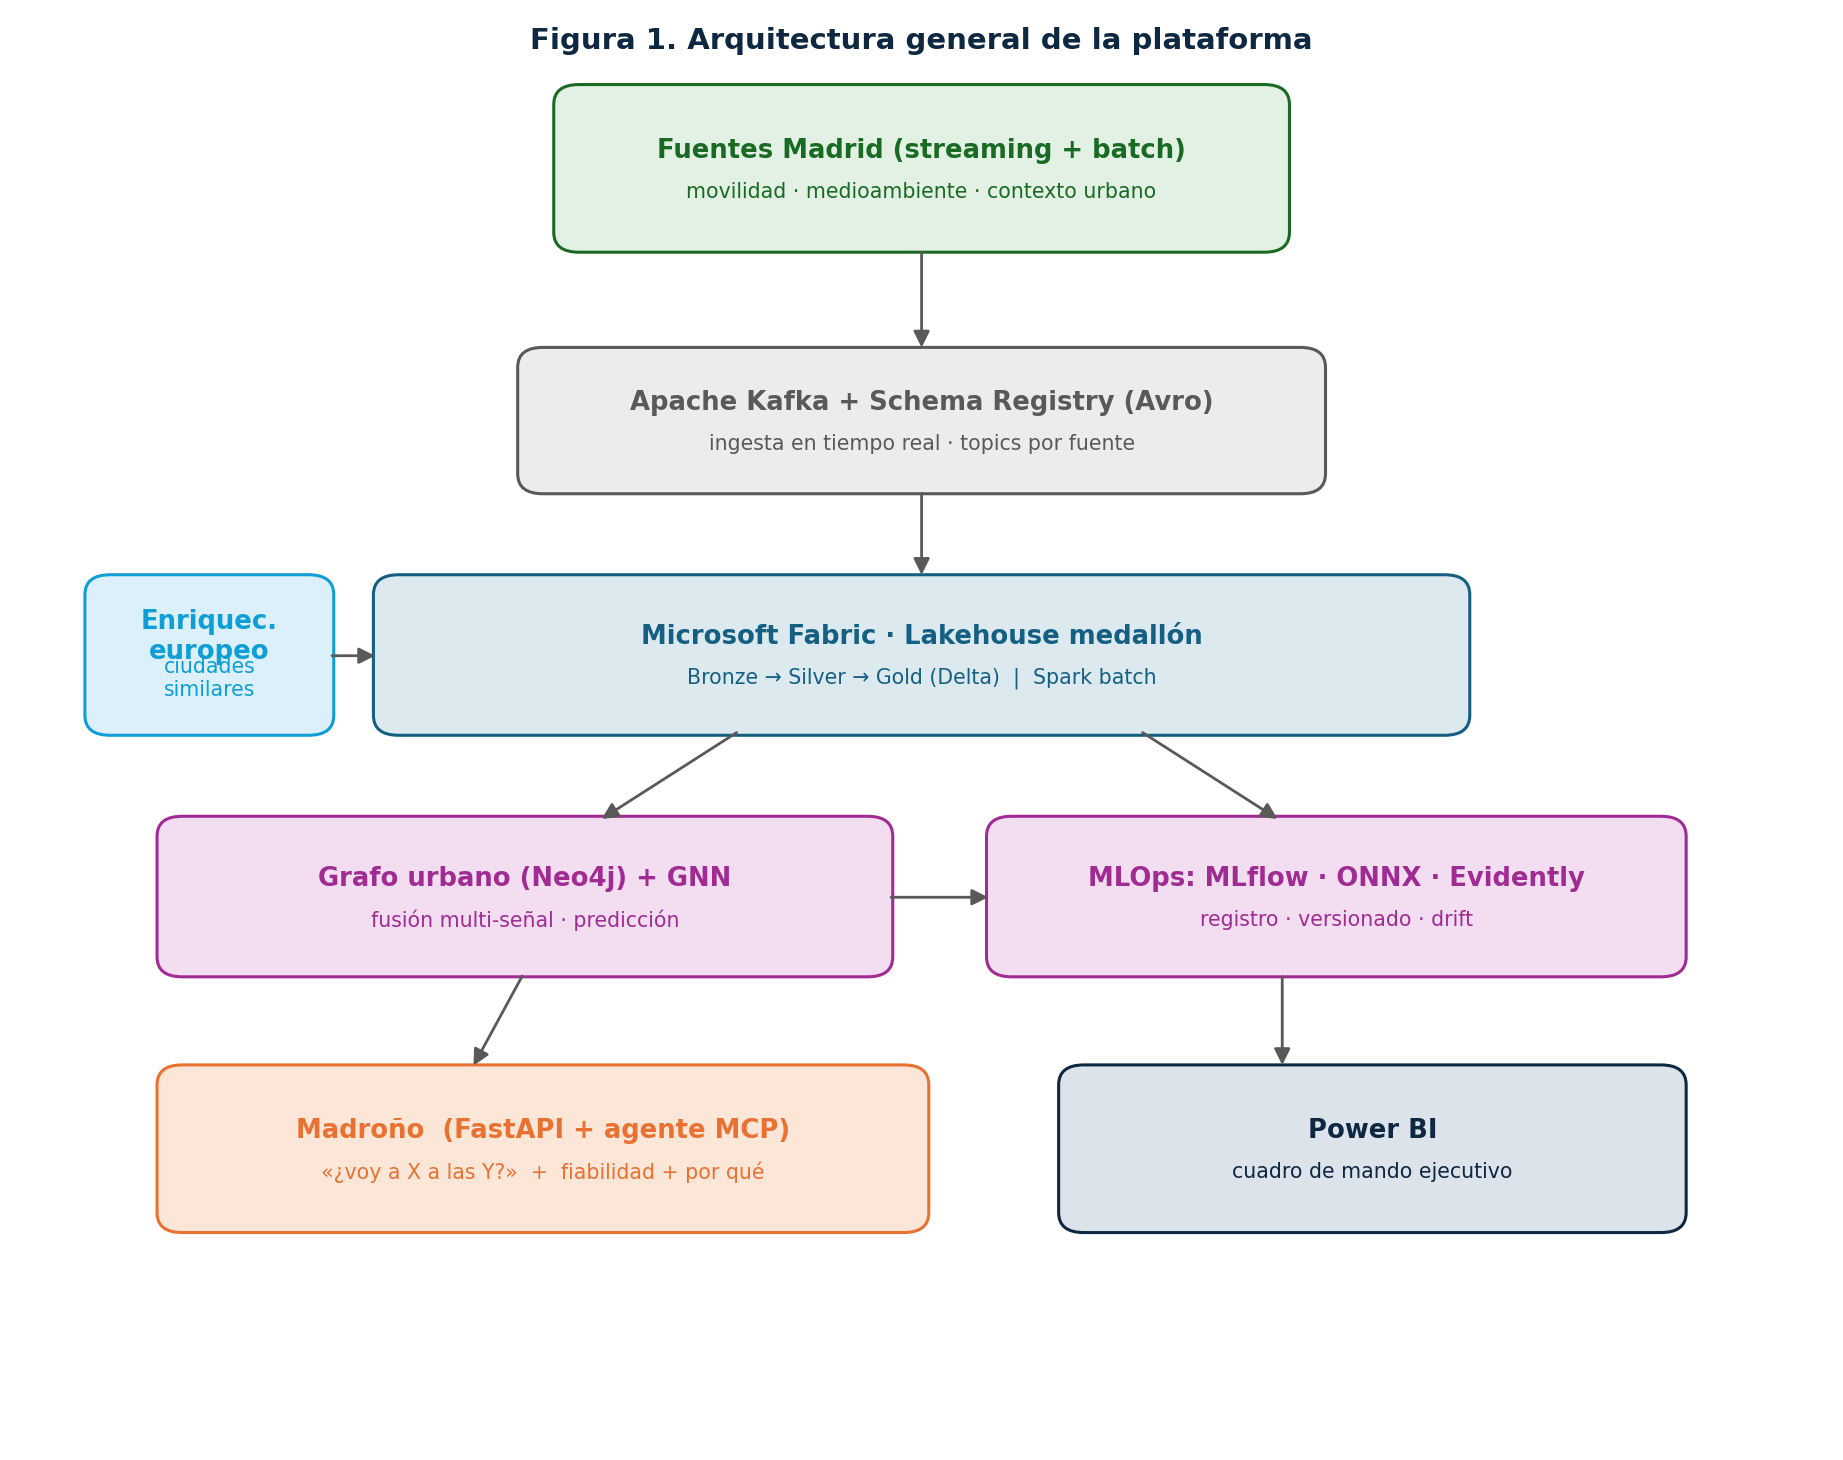 Figura 1. Arquitectura general de la plataforma
Fuentes Madrid (streaming + batch)
movilidad · medioambiente · contexto urbano
Apache Kafka + Schema Registry (Avro)
ingesta en tiempo real · topics por fuente
Enriquec.
europeo
ciudades
similares
Microsoft Fabric · Lakehouse medallón
Bronze → Silver → Gold (Delta) | Spark batch
Grafo urbano (Neo4j) + GNN
fusión multi-señal · predicción
MLOps: MLflow · ONNX · Evidently
registro · versionado · drift
Madroño (FastAPI + agente MCP)
«¿voy a X a las Y?» + fiabilidad + por qué
Power BI
cuadro de mando ejecutivo